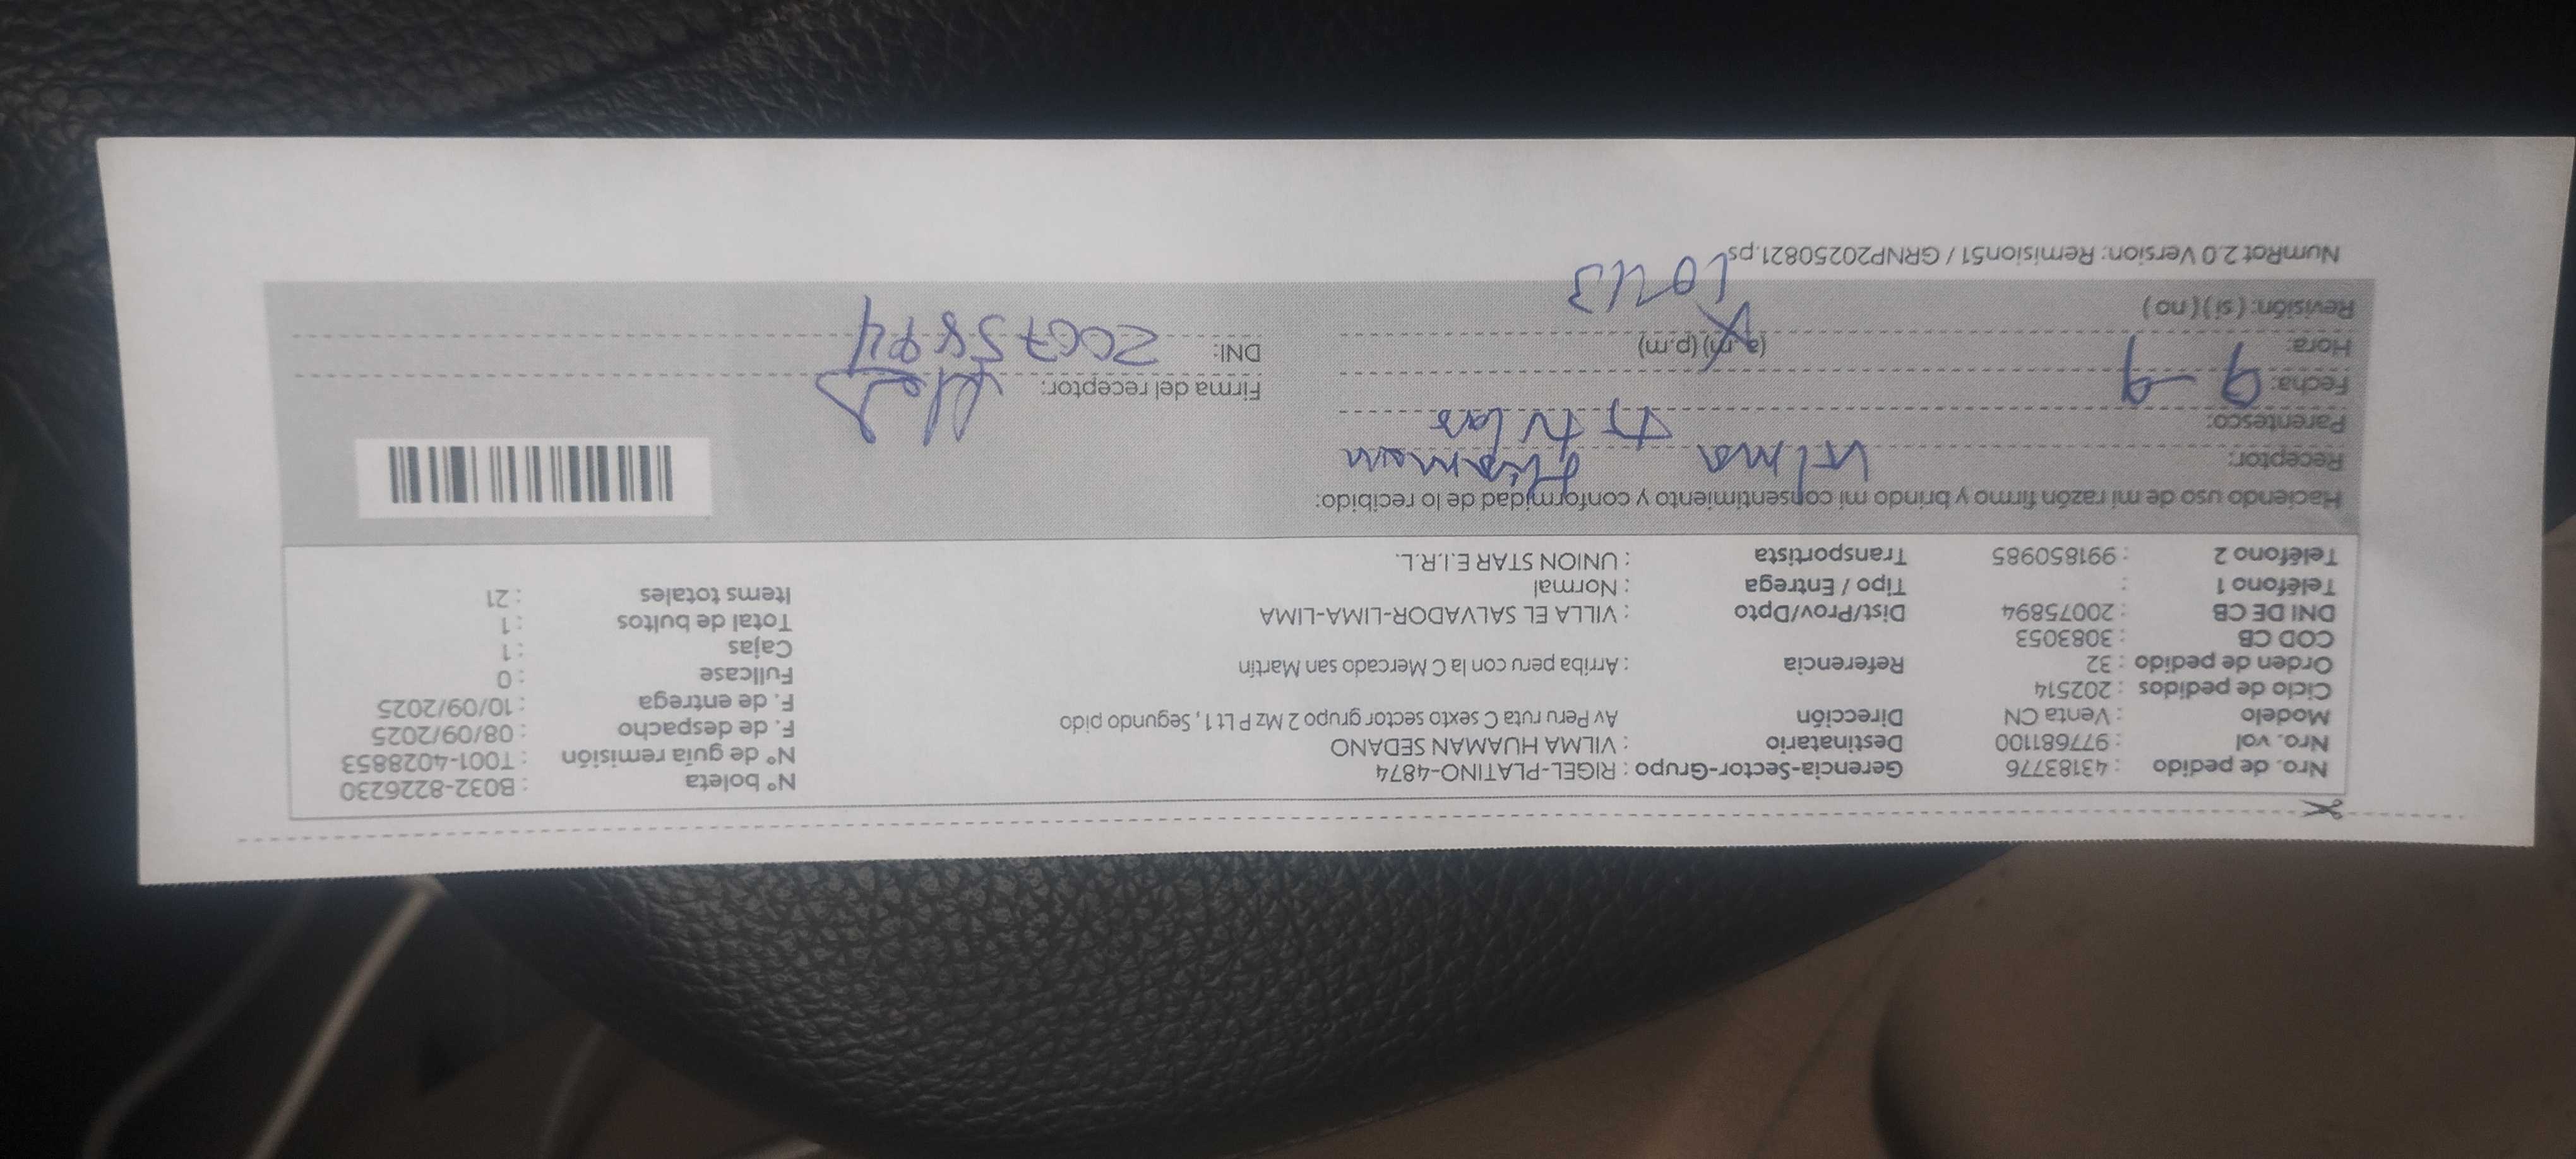 Nro. de pedido : 43183776 Gerencia-Sector-Grupo : RIGEL-PLATINO-4874 N° boleta : B032-8226230
Nro. vol : 977681100 Destinatario : VILMA HUAMAN SEDANO N° de guía remisión : T001-4028853
Modelo : Venta CN Dirección Av Peru ruta C sexto sector grupo 2 Mz P Lt 1, Segundo pido F. de despacho : 08/09/2025
Ciclo de pedidos : 202514 F. de entrega : 10/09/2025
Orden de pedido : 32 Referencia : Arriba peru con la C Mercado san Martin Fullcase : 0
COD CB : 3083053 Cajas : 1
DNI DE CB : 20075894 Dist/Prov/Dpto : VILLA EL SALVADOR-LIMA-LIMA Total de bultos : 1
Teléfono 1 : Tipo / Entrega : Normal Items totales : 21
Teléfono 2 : 991850985 Transportista : UNION STAR E.I.R.L.
Haciendo uso de mi razón firmo y brindo mi consentimiento y conformidad de lo recibido:
Receptor: Vilma Huaman
Parentesco: titular
Fecha: 9-9 Firma del receptor:
Hora: (a.m) (p.m) DNI: 20075894
Revisión: ( si ) ( no ) 1043
NumRot 2.0 Version: Remision51 / GRNP20250821.ps